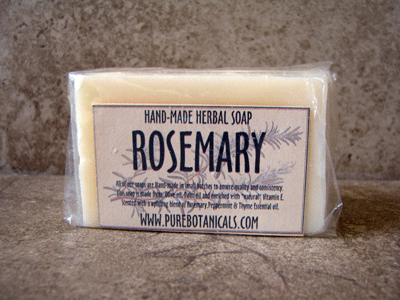 HAND-MADE HERBAL SOAP
ROSEMARY
All of our soaps are Hand-made in small batches to ensure quality and consistency.
This soap is made from: Olive oil, Palm oil and enriched with "natural" Vitamin E.
Scented with a uplifting blend of Rosemary, Peppermint & Thyme Essential oil.
WWW.PUREBOTANICALS.COM